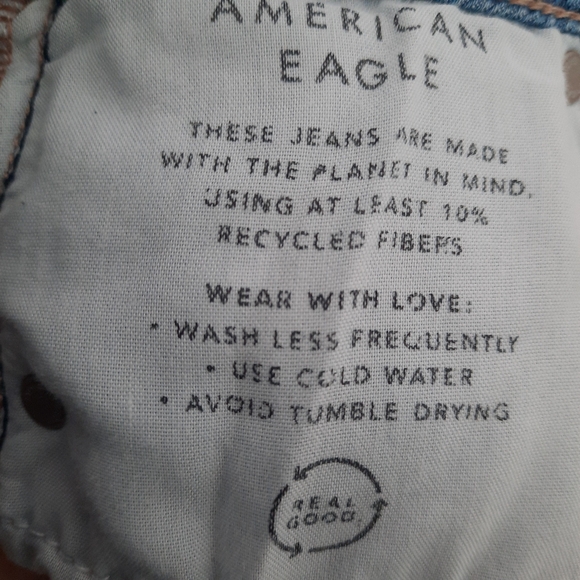 AMERICAN
EAGLE
THESE JEANS ARE MADE
WITH THE PLANET IN MIND,
USING AT LEAST 10%
RECYCLED FIBERS
WEAR WITH LOVE:
• WASH LESS FREQUENTLY
• USE COLD WATER
• AVOID TUMBLE DRYING
REAL
GOOD.